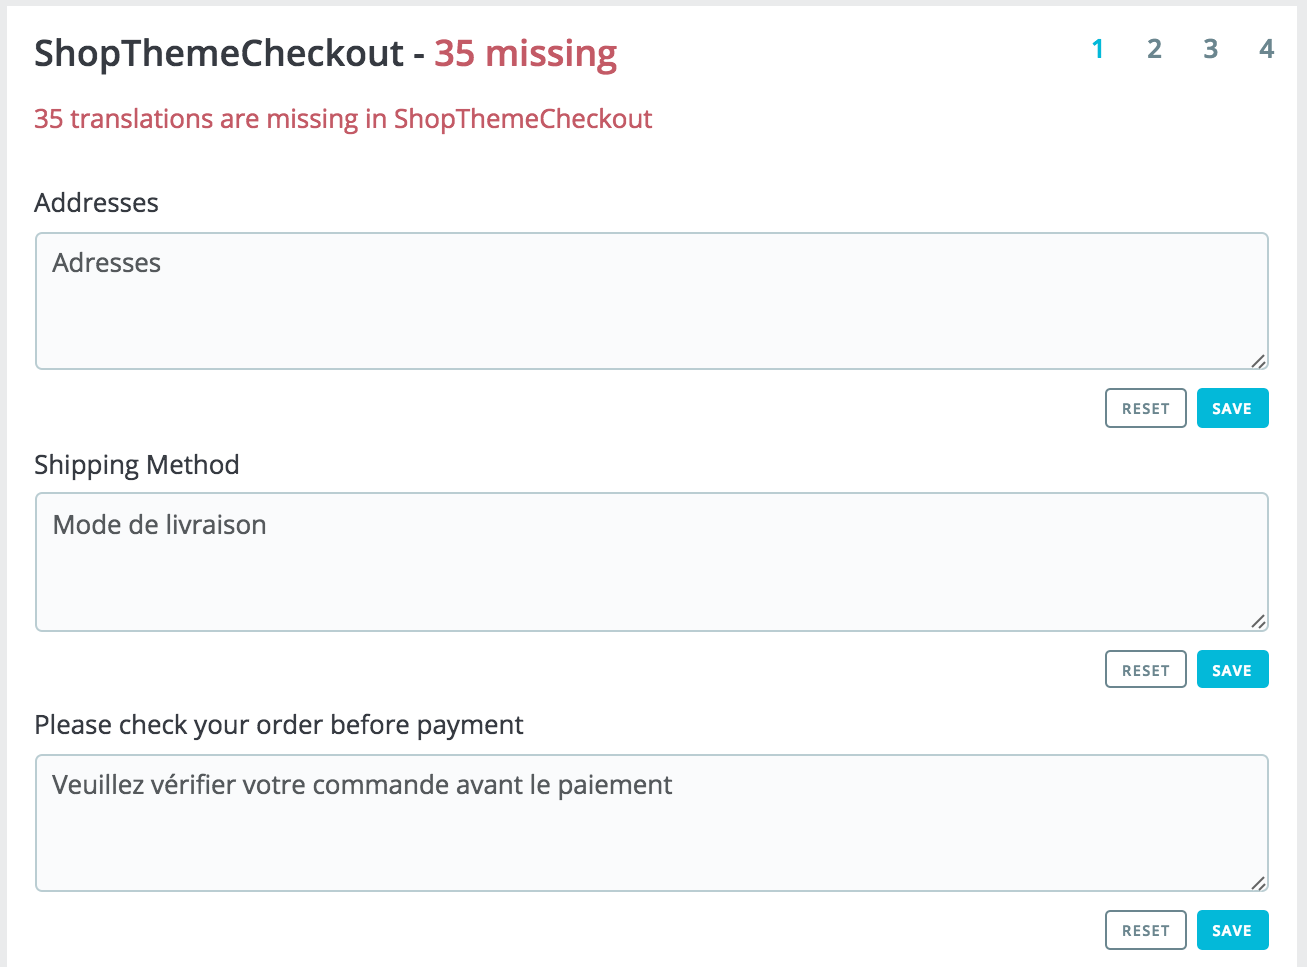 ShopThemeCheckout - 35 missing
1 2 3 4
35 translations are missing in ShopThemeCheckout
Addresses
Adresses
RESET SAVE
Shipping Method
Mode de livraison
RESET SAVE
Please check your order before payment
Veuillez vérifier votre commande avant le paiement
RESET SAVE